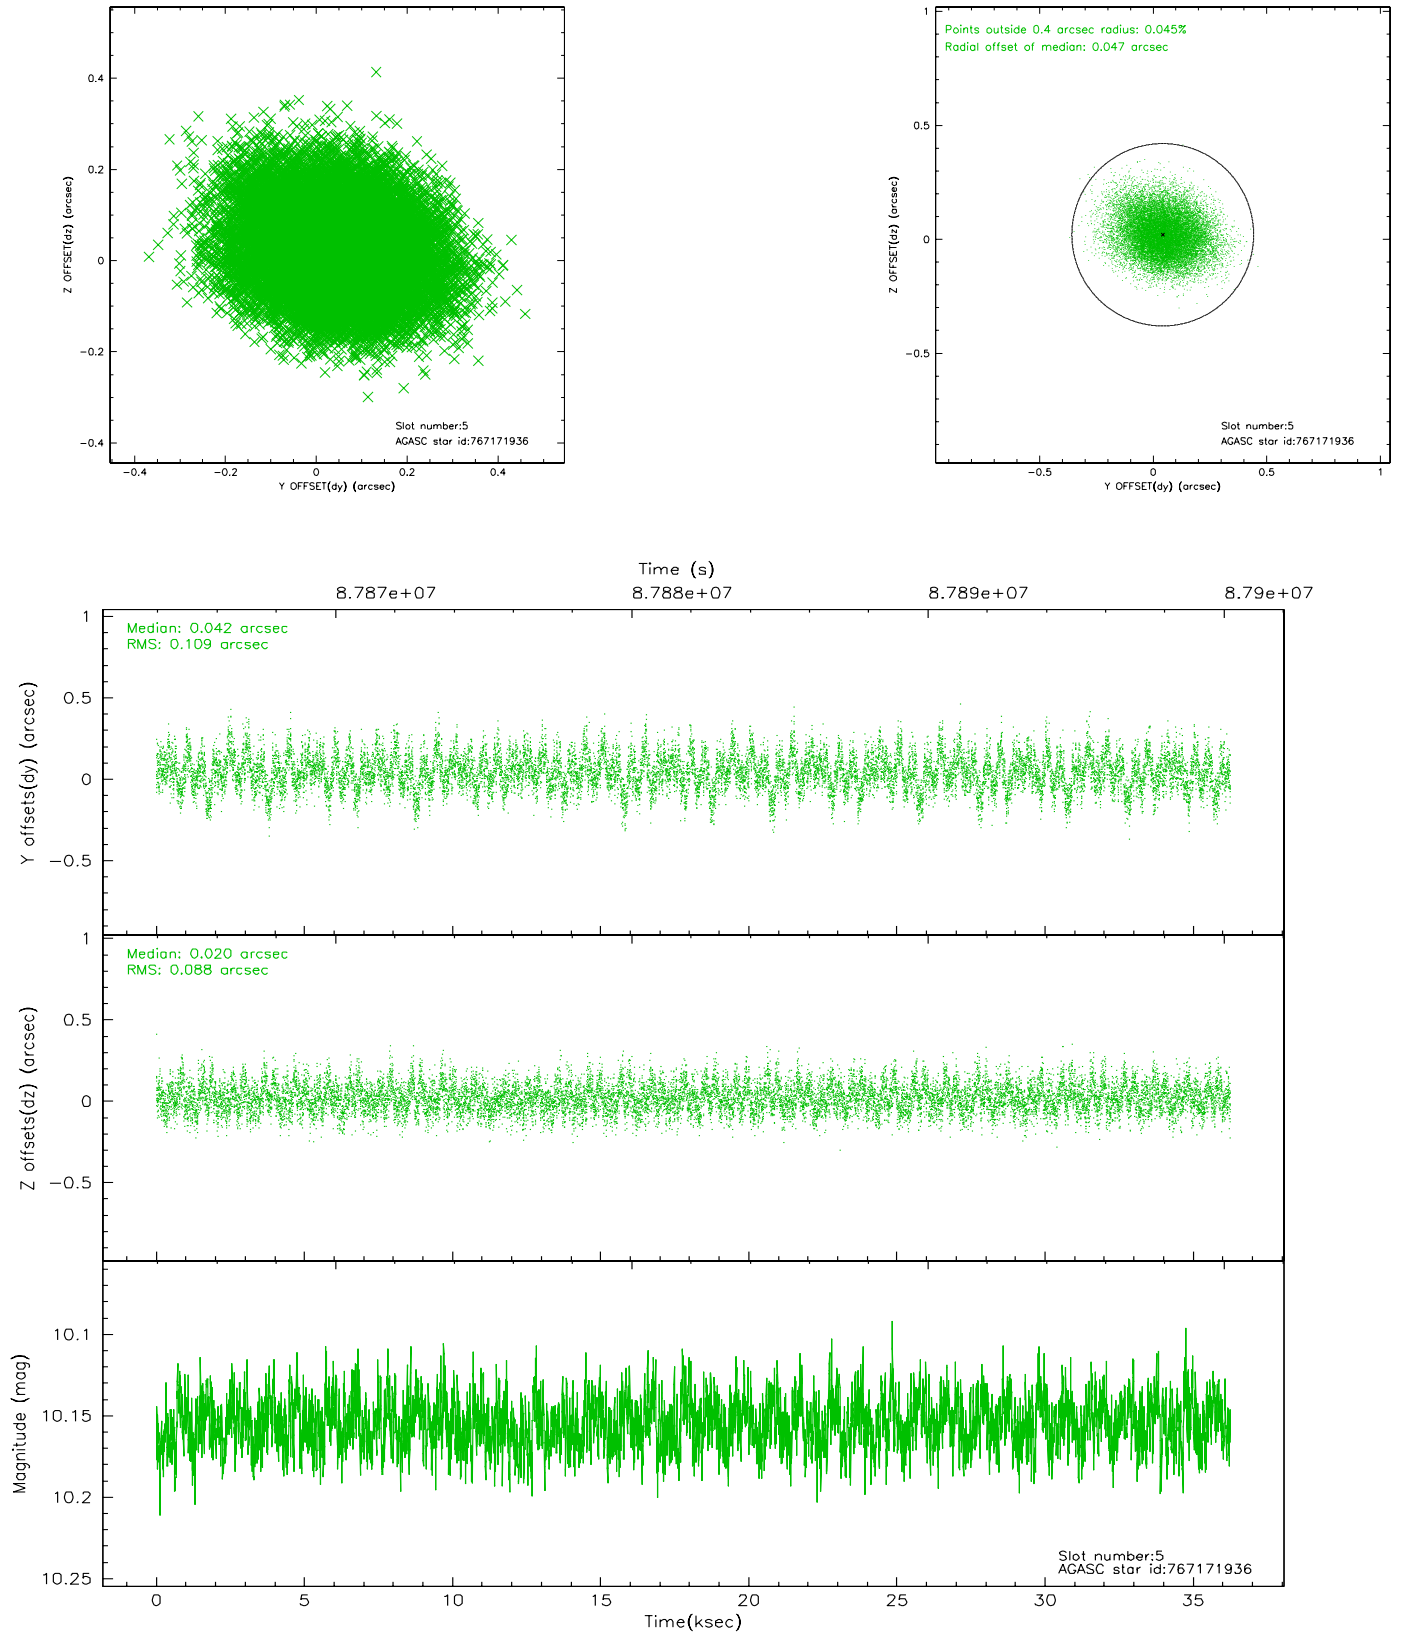 0.4
0.2
0
−0.2
−0.4
Z OFFSET(dz) (arcsec)
Slot number:5
AGASC star id:767171936
−0.4
−0.2
0
0.2
0.4
Y OFFSET(dy) (arcsec)
Points outside 0.4 arcsec radius: 0.045%
Radial offset of median: 0.047 arcsec
1
0.5
0
−0.5
Z OFFSET(dz) (arcsec)
Slot number:5
AGASC star id:767171936
−0.5
0
0.5
1
Y OFFSET(dy) (arcsec)
Time (s)
8.787e+07
8.788e+07
8.789e+07
8.79e+07
Median: 0.042 arcsec
RMS: 0.109 arcsec
1
0.5
0
−0.5
Y offsets(dy) (arcsec)
Median: 0.020 arcsec
RMS: 0.088 arcsec
1
0.5
0
−0.5
Z offsets(dz) (arcsec)
10.1
10.15
10.2
10.25
Magnitude (mag)
Slot number:5
AGASC star id:767171936
0
5
10
15
20
25
30
35
Time(ksec)